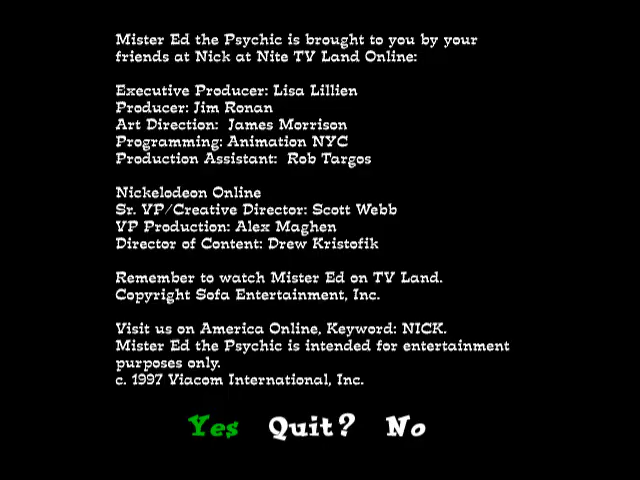 Mister Ed the Psychic is brought to you by your
friends at Nick at Nite TV Land Online:
Executive Producer: Lisa Lillien
Producer: Jim Ronan
Art Direction:  James Morrison
Programming: Animation NYC
Production Assistant:  Rob Targos
Nickelodeon Online
Sr. VP/Creative Director: Scott Webb
VP Production: Alex Maghen
Director of Content: Drew Kristofik
Remember to watch Mister Ed on TV Land.
Copyright Sofa Entertainment, Inc.
Visit us on America Online, Keyword: NICK.
Mister Ed the Psychic is intended for entertainment
purposes only.
c. 1997 Viacom International, Inc.
Yes Quit? No